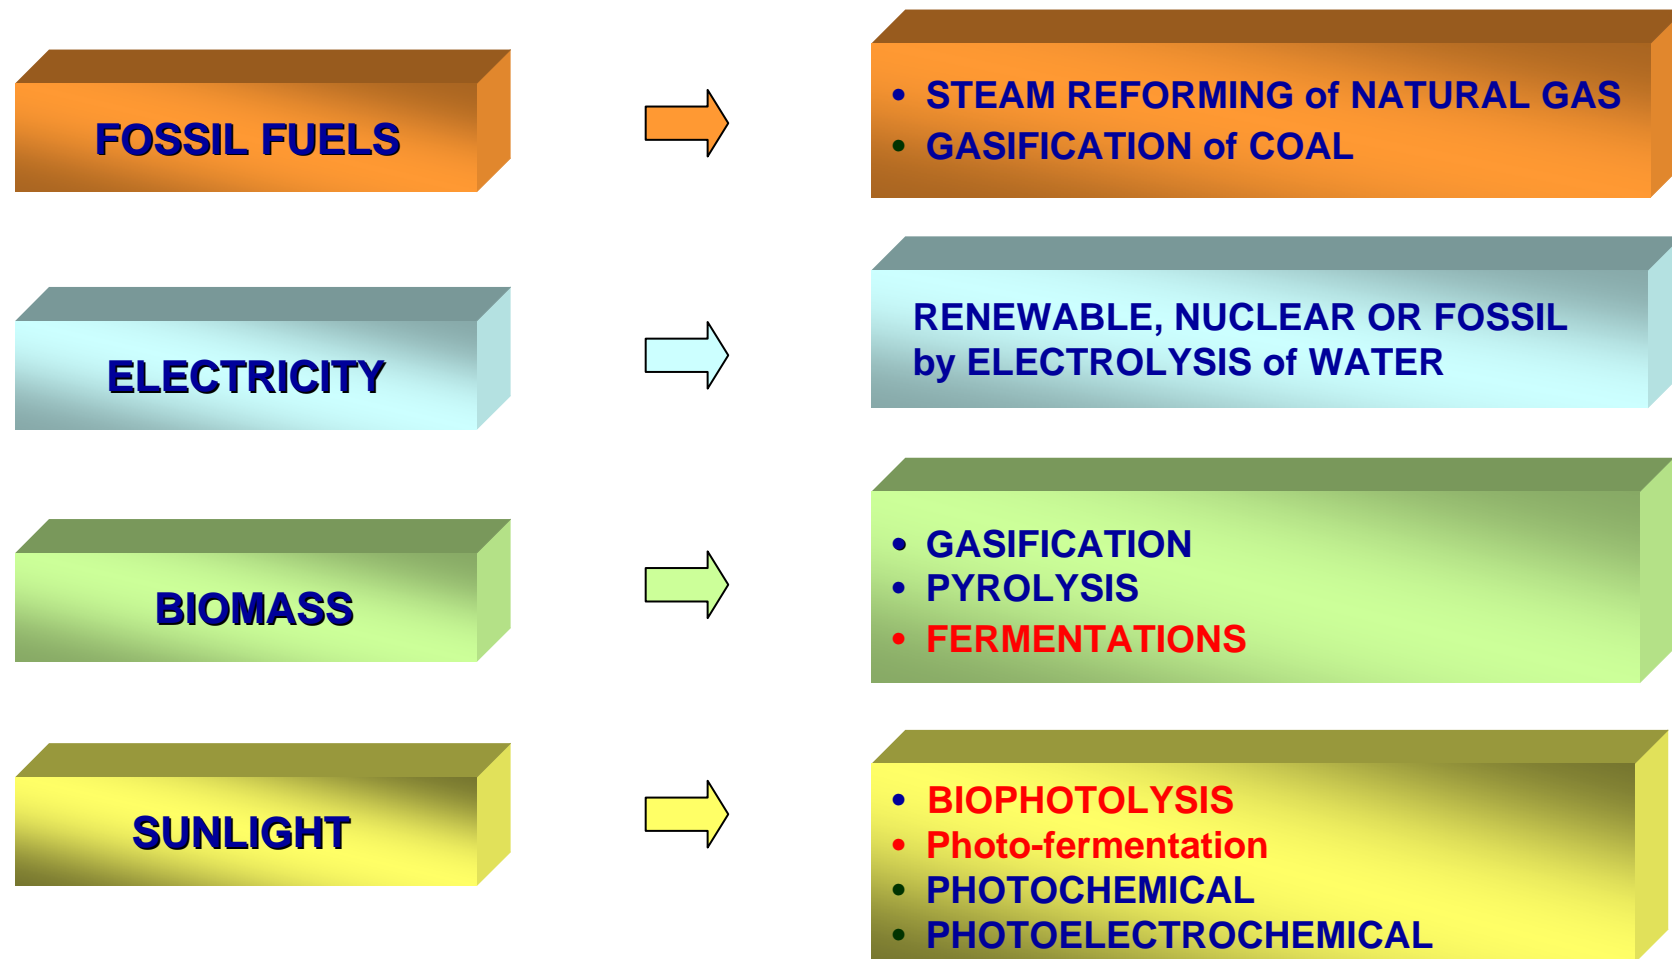 FOSSIL FUELS
• STEAM REFORMING of NATURAL GAS
• GASIFICATION of COAL
ELECTRICITY
RENEWABLE, NUCLEAR OR FOSSIL
by ELECTROLYSIS of WATER
BIOMASS
• GASIFICATION
• PYROLYSIS
• FERMENTATIONS
SUNLIGHT
• BIOPHOTOLYSIS
• Photo-fermentation
• PHOTOCHEMICAL
• PHOTOELECTROCHEMICAL